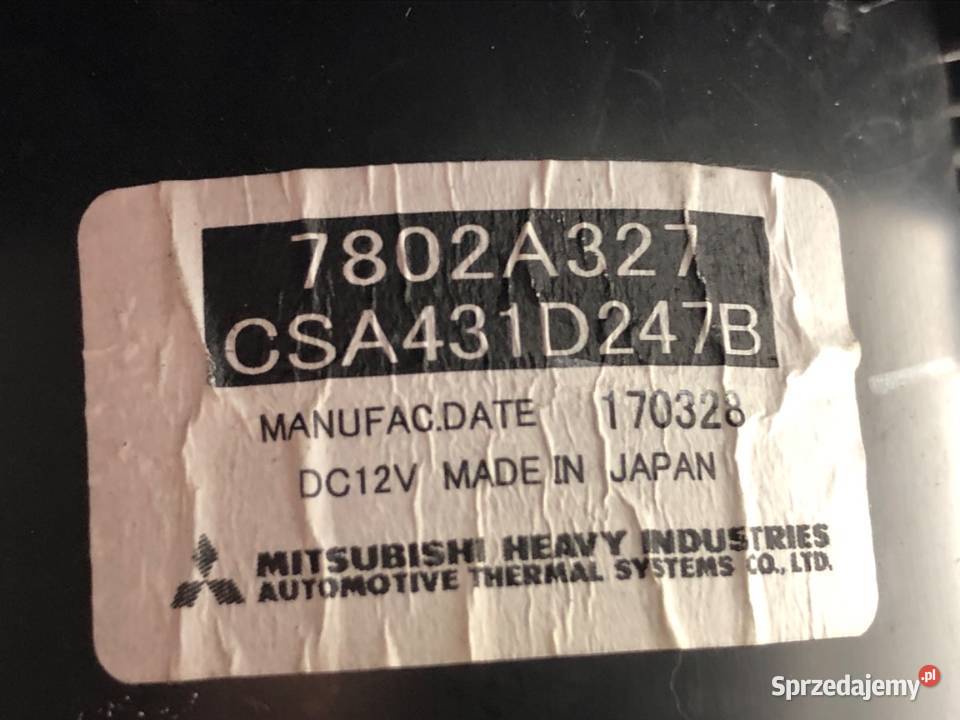 7802A327
CSA431D247B
MANUFAC.DATE 170328
DC12V MADE IN JAPAN
MITSUBISHI HEAVY INDUSTRIES
AUTOMOTIVE THERMAL SYSTEMS CO.,LTD.
Sprzedajemy.pl